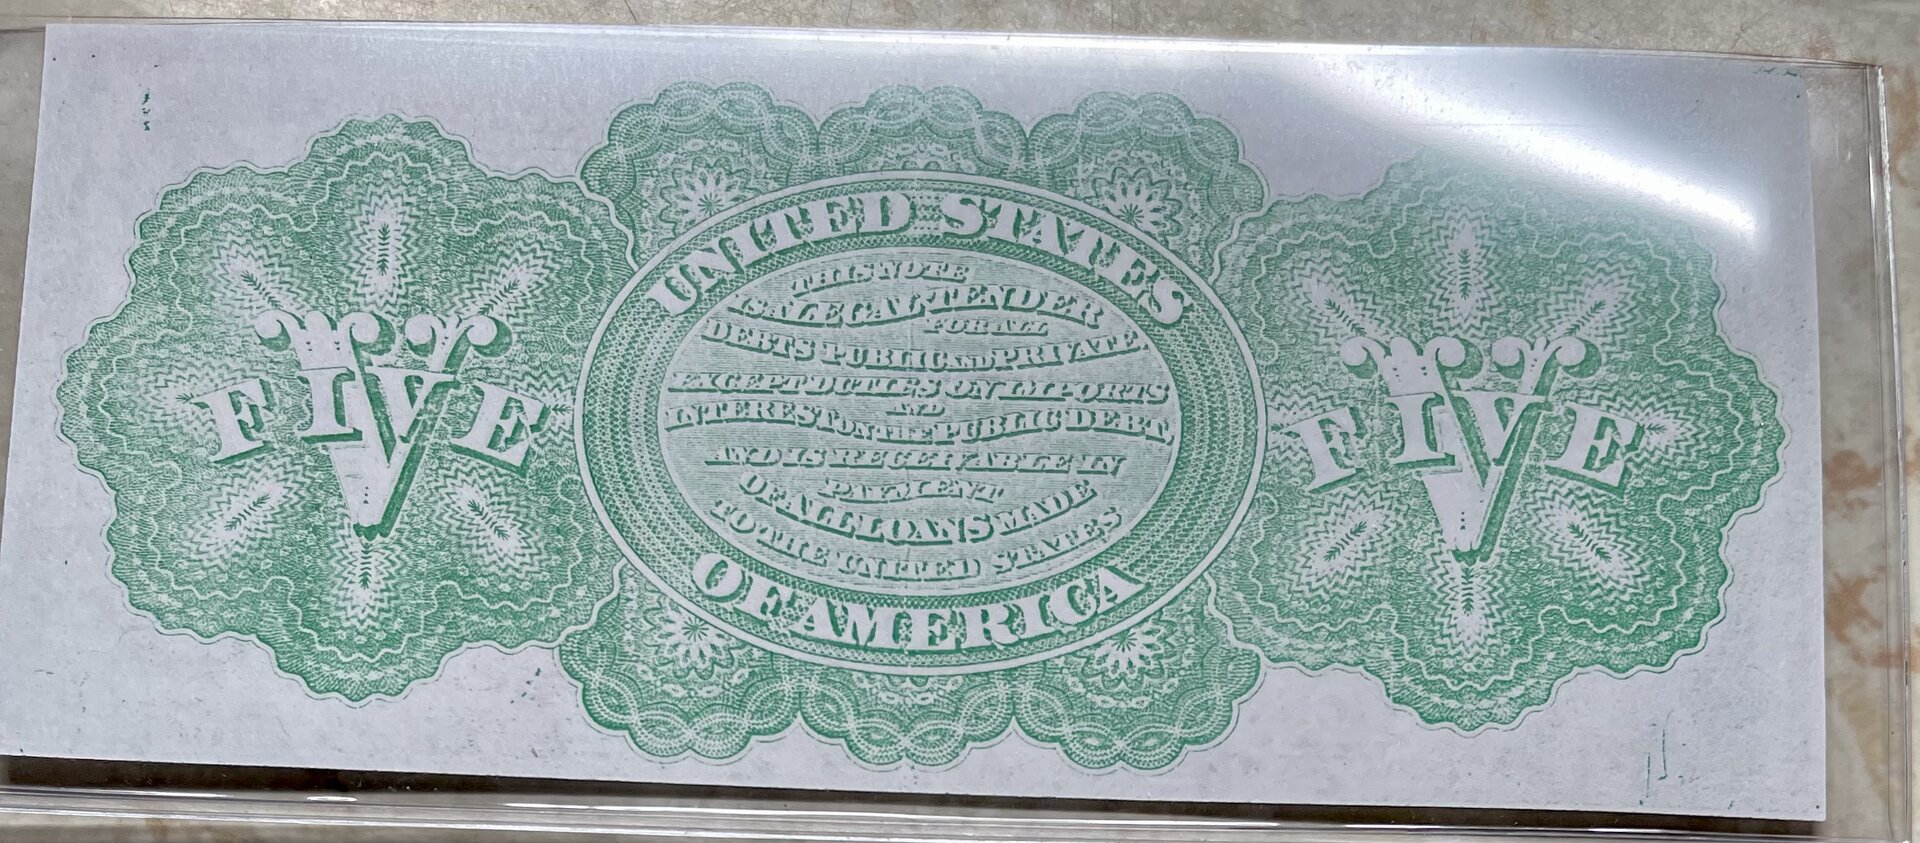 UNITED STATES
THIS NOTE
IS A LEGAL TENDER
FOR ALL
DEBTS PUBLIC AND PRIVATE
EXCEPT DUTIES ON IMPORTS
AND
INTEREST ON THE PUBLIC DEBT,
AND IS RECEIVABLE IN
PAYMENT
OF ALL LOANS MADE
TO THE UNITED STATES
OF AMERICA
FIVE
V
FIVE
V